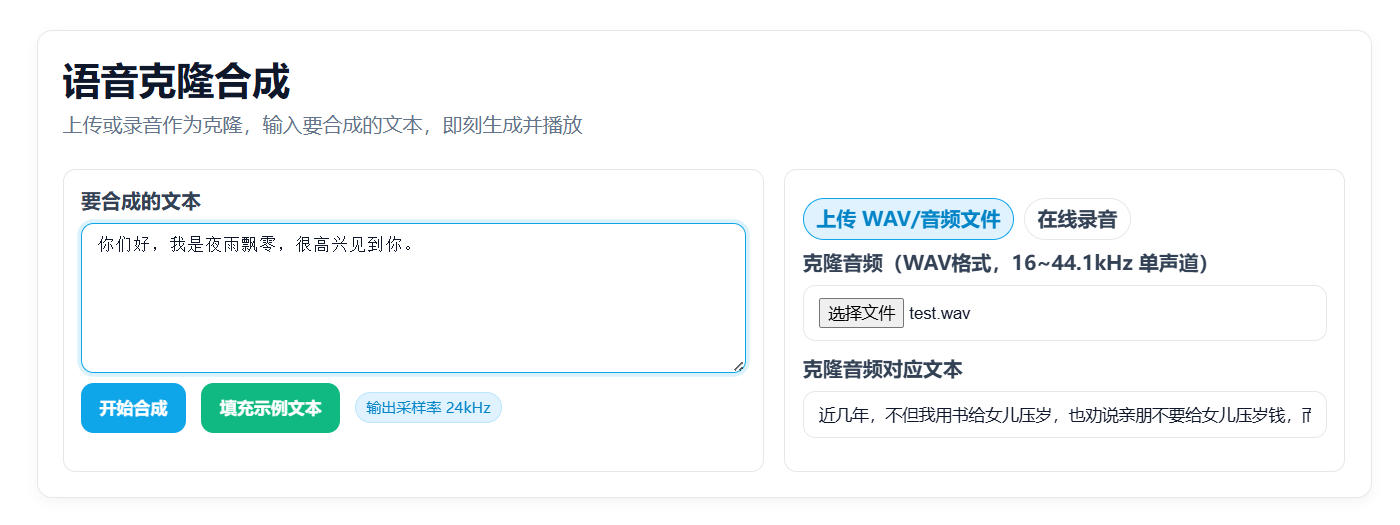 语音克隆合成
上传或录音作为克隆，输入要合成的文本，即刻生成并播放
要合成的文本
你们好，我是夜雨飘零，很高兴见到你。
开始合成
填充示例文本
输出采样率 24kHz
上传 WAV/音频文件
在线录音
克隆音频（WAV格式，16~44.1kHz 单声道）
选择文件 test.wav
克隆音频对应文本
近几年，不但我用书给女儿压岁，也劝说亲朋不要给女儿压岁钱，